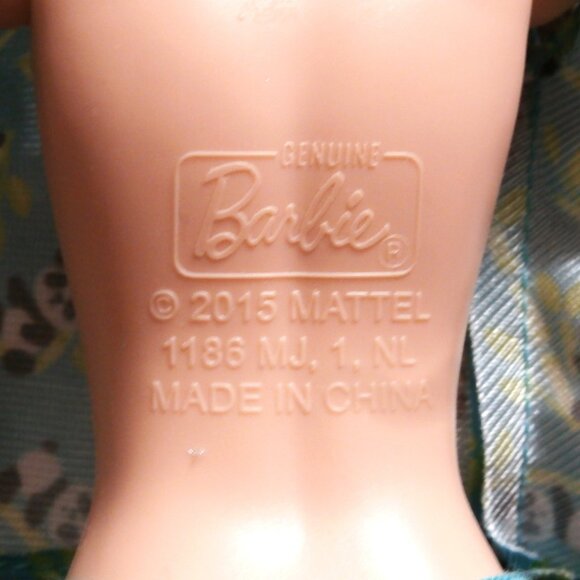 GENUINE
Barbie®
© 2015 MATTEL
1186 MJ, 1, NL
MADE IN CHINA